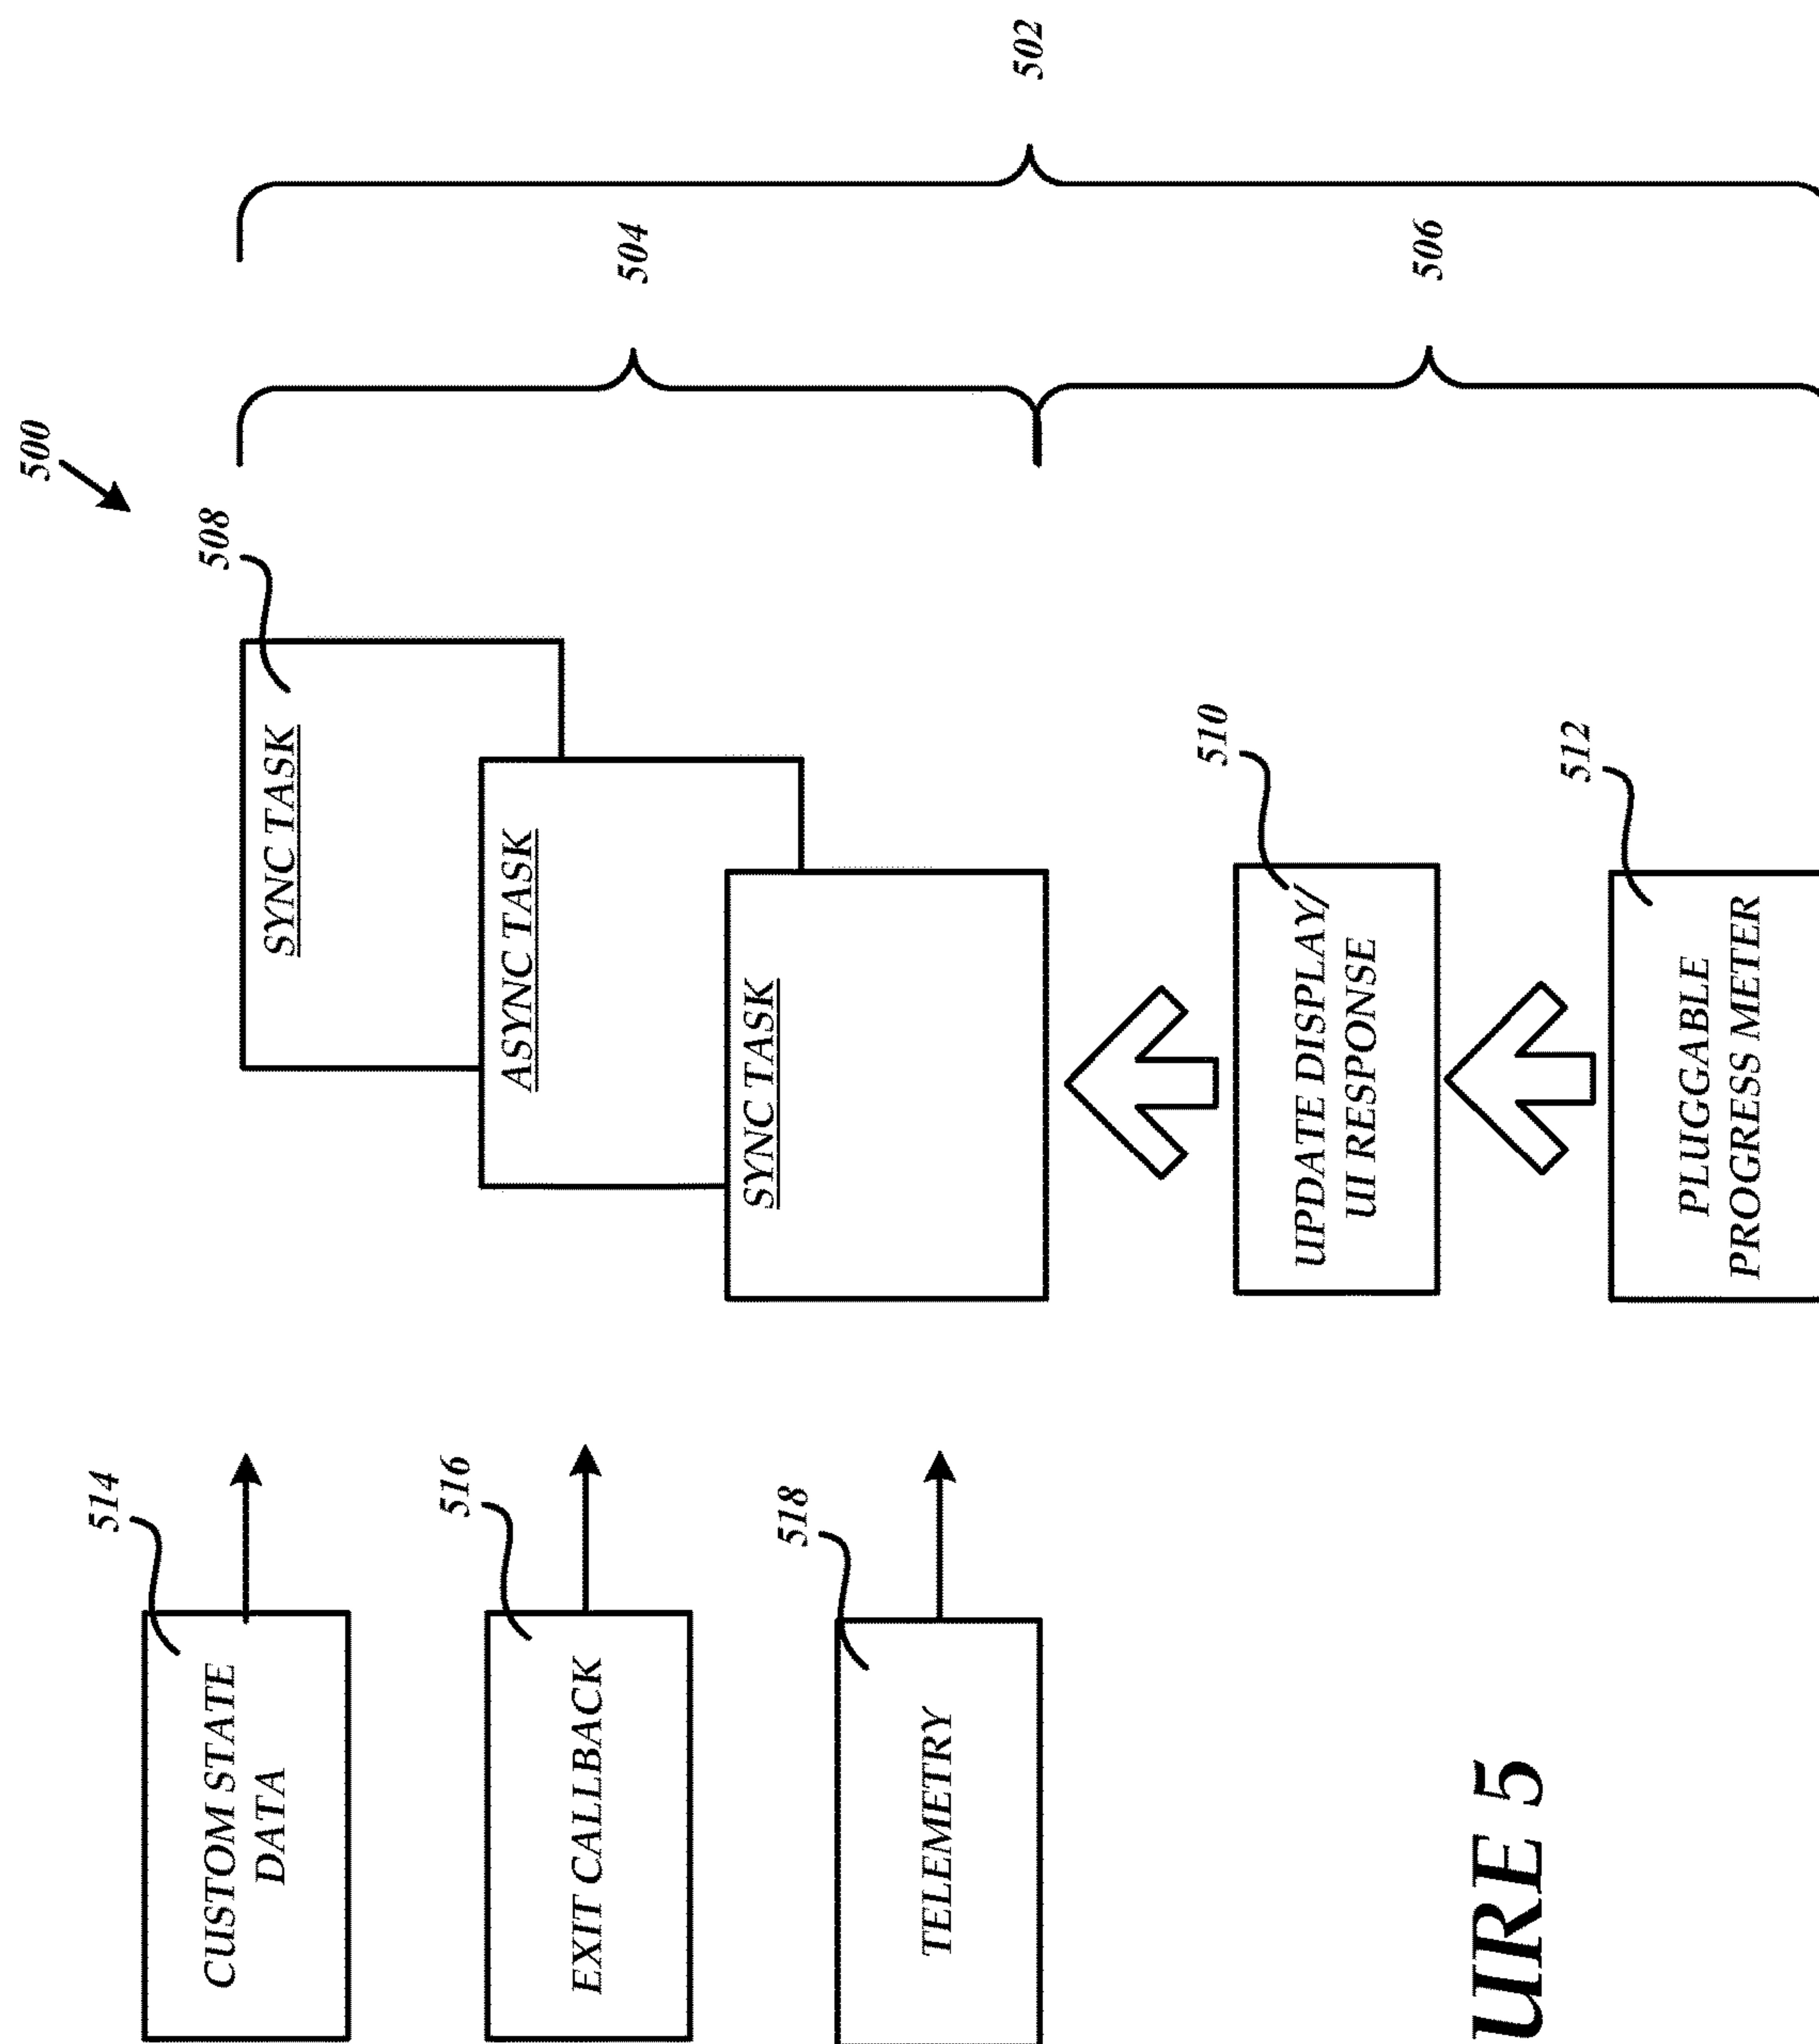 500
514
CUSTOM STATE
DATA
508
SYNC TASK
504
516
EXIT CALLBACK
ASYNC TASK
502
518
TELEMETRY
SYNC TASK
510
UPDATE DISPLAY/
UI RESPONSE
506
512
PLUGGABLE
PROGRESS METER
URE 5